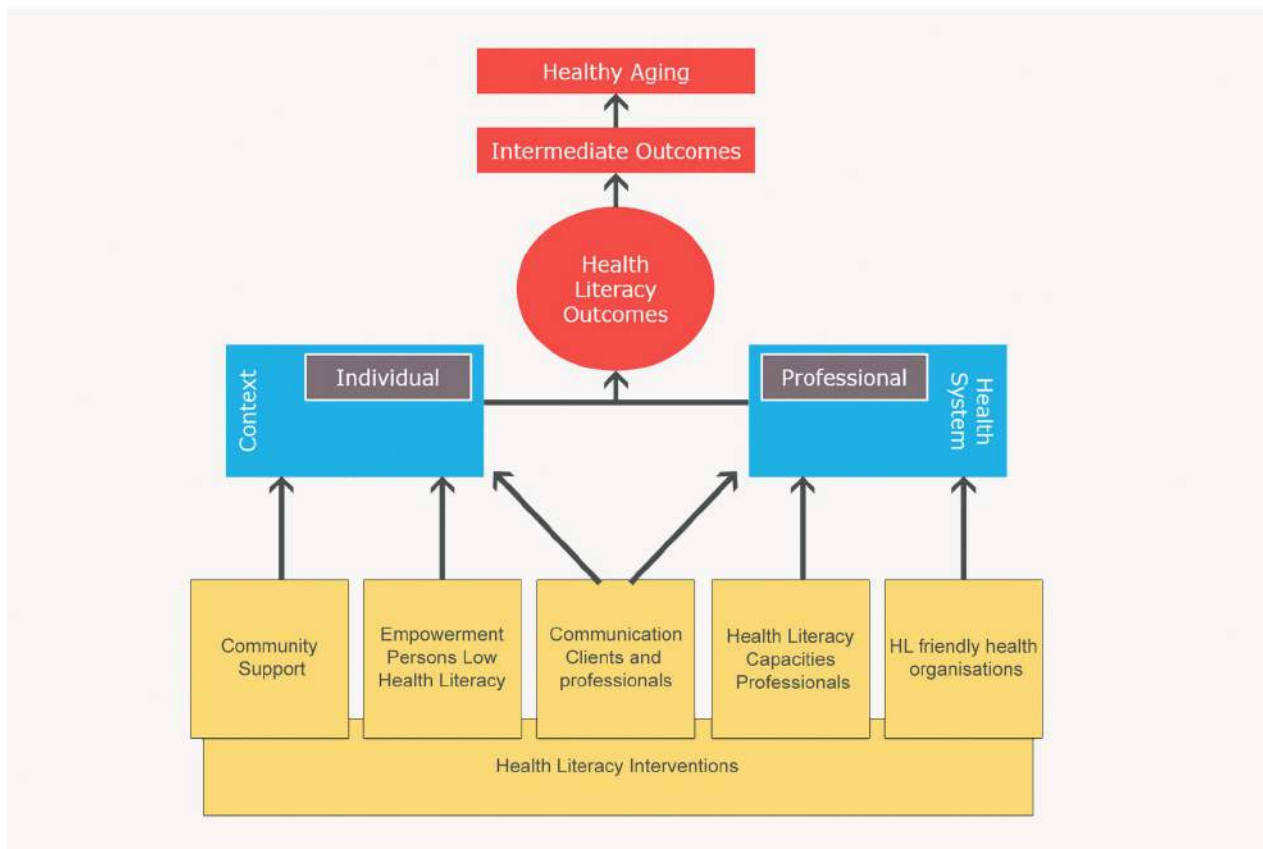 Healthy Aging
Intermediate Outcomes
Health
Literacy
Outcomes
Context
Individual
Professional
Health
System
Community
Support
Empowerment
Persons Low
Health Literacy
Communication
Clients and
professionals
Health Literacy
Capacities
Professionals
HL friendly health
organisations
Health Literacy Interventions